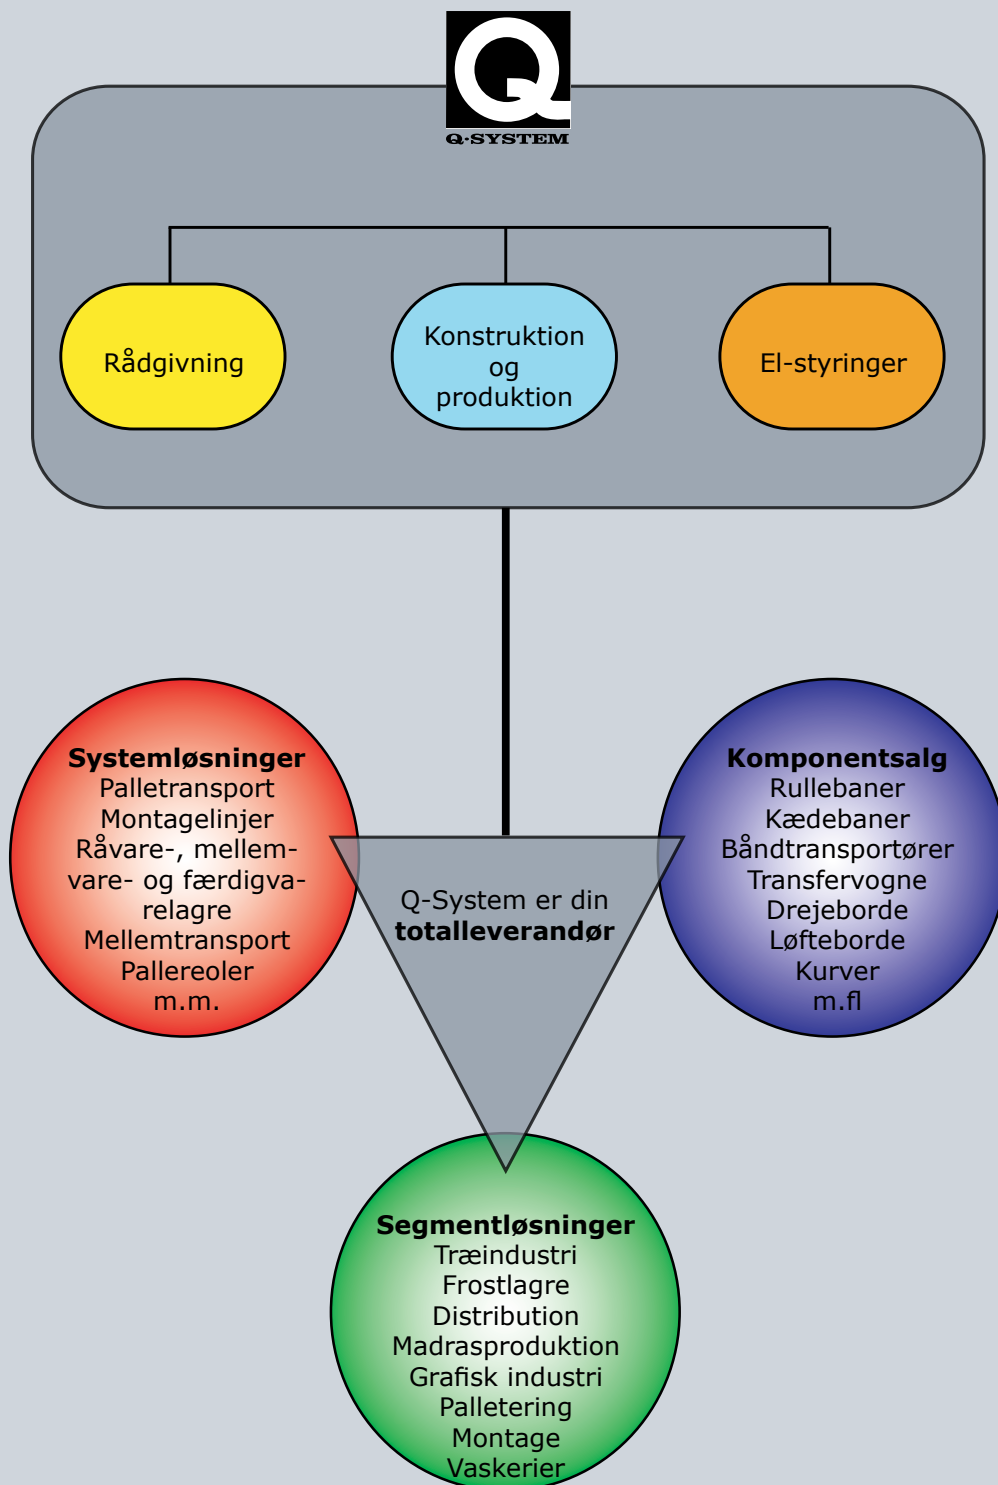 Q
Q-SYSTEM
Rådgivning
Konstruktion
og
produktion
El-styringer
Systemløsninger
Palletransport
Montagelinjer
Råvare-, mellem-
vare- og færdigva-
relagre
Mellemtransport
Pallereoler
m.m.
Komponentsalg
Rullebaner
Kædebaner
Båndtransportører
Transfervogne
Drejeborde
Løfteborde
Kurver
m.fl
Q-System er din
totalleverandør
Segmentløsninger
Træindustri
Frostlagre
Distribution
Madrasproduktion
Grafisk industri
Palletering
Montage
Vaskerier